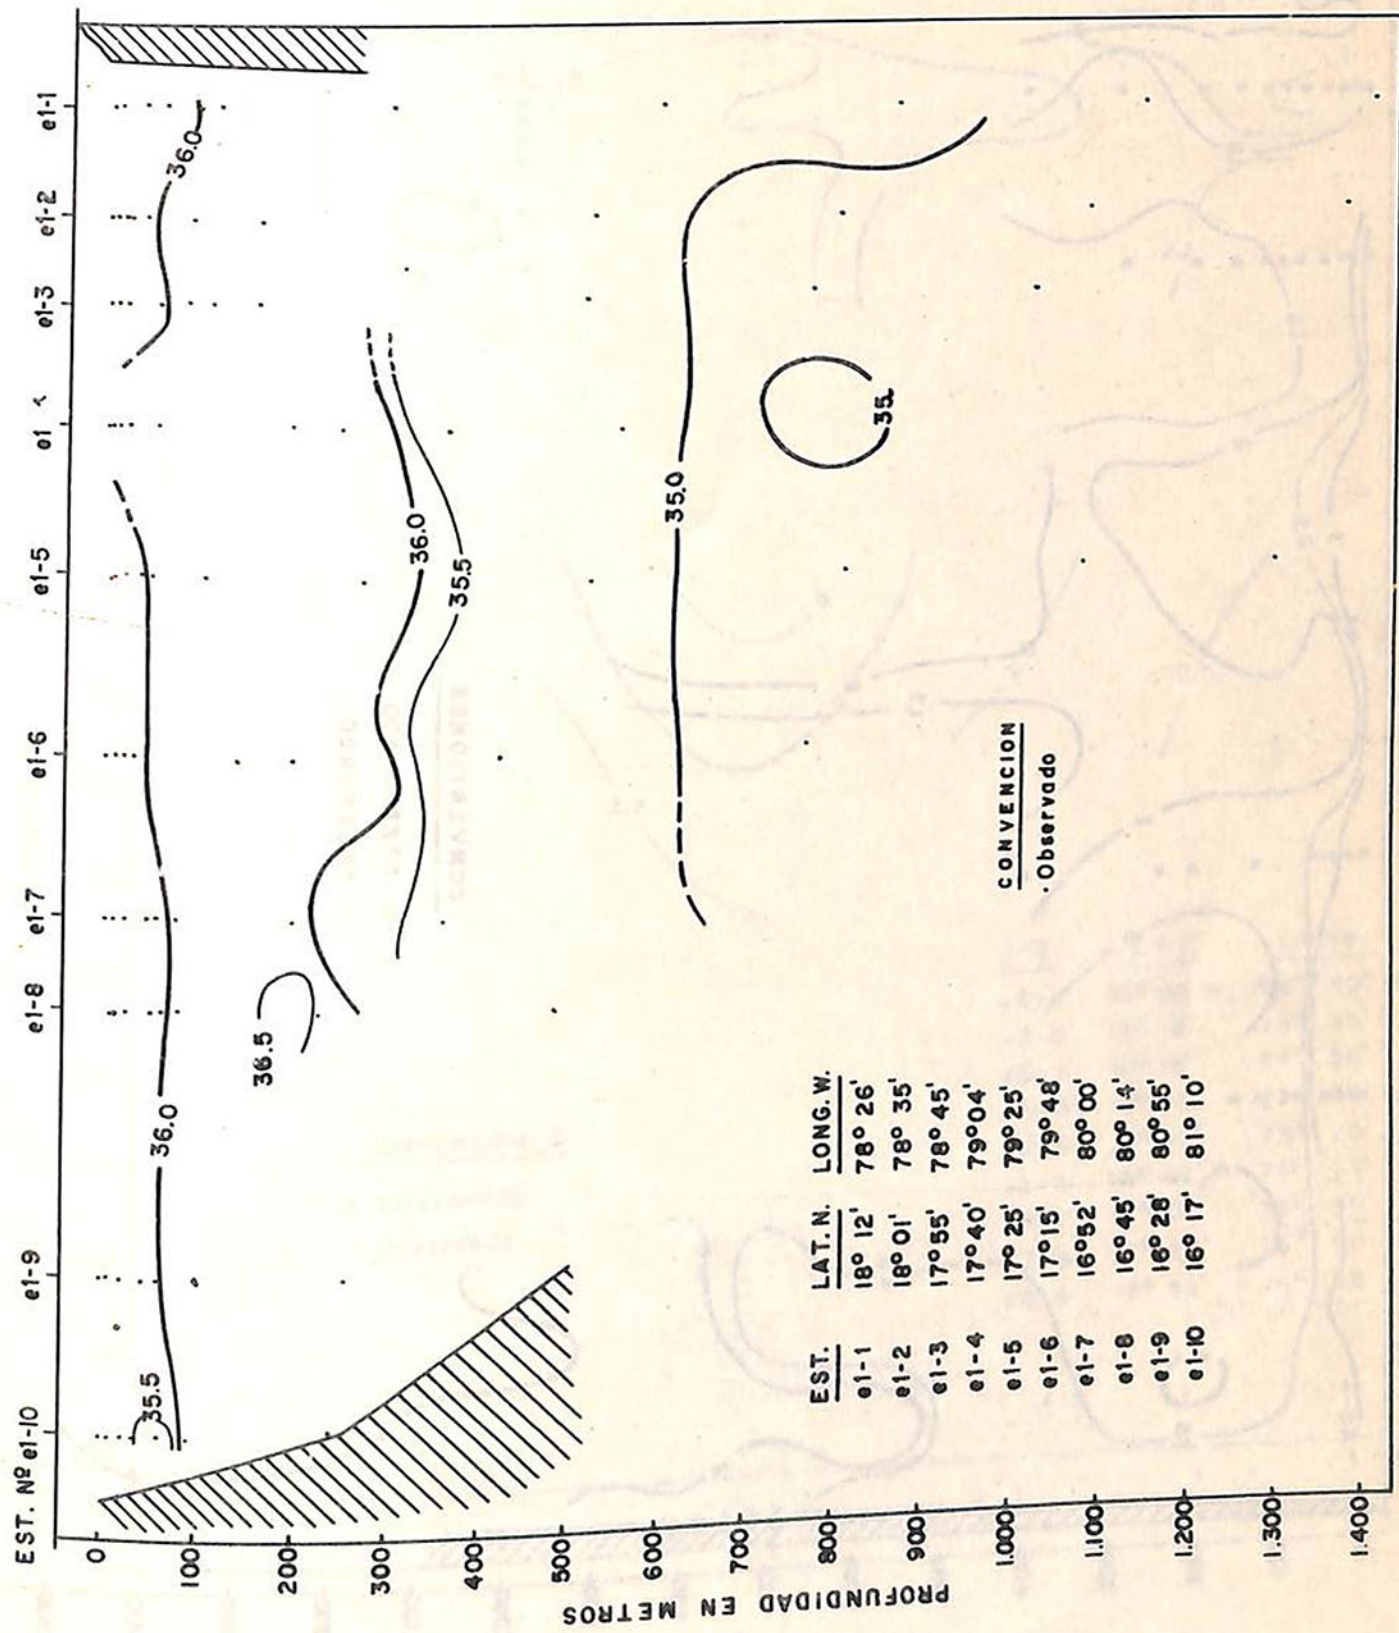 EST. Nº e1-10 e1-9 e1-8 e1-7 e1-6 e1-5 e1 e1-3 e1-2 e1-1
0
100
200
300
400
500
600
700
800
900
1.000
1.100
1.200
1.300
1.400
PROFUNDIDAD EN METROS
35.5
36.0
36.5
36.0
35.5
36.0
35.0
35.
CONVENCION
· Observado
EST. LAT. N. LONG. W.
e1-1 18° 12' 78° 26'
e1-2 18° 01' 78° 35'
e1-3 17° 55' 78° 45'
e1-4 17° 40' 79° 04'
e1-5 17° 25' 79° 25'
e1-6 17° 15' 79° 48'
e1-7 16° 52' 80° 00'
e1-8 16° 45' 80° 14'
e1-9 16° 28' 80° 55'
e1-10 16° 17' 81° 10'